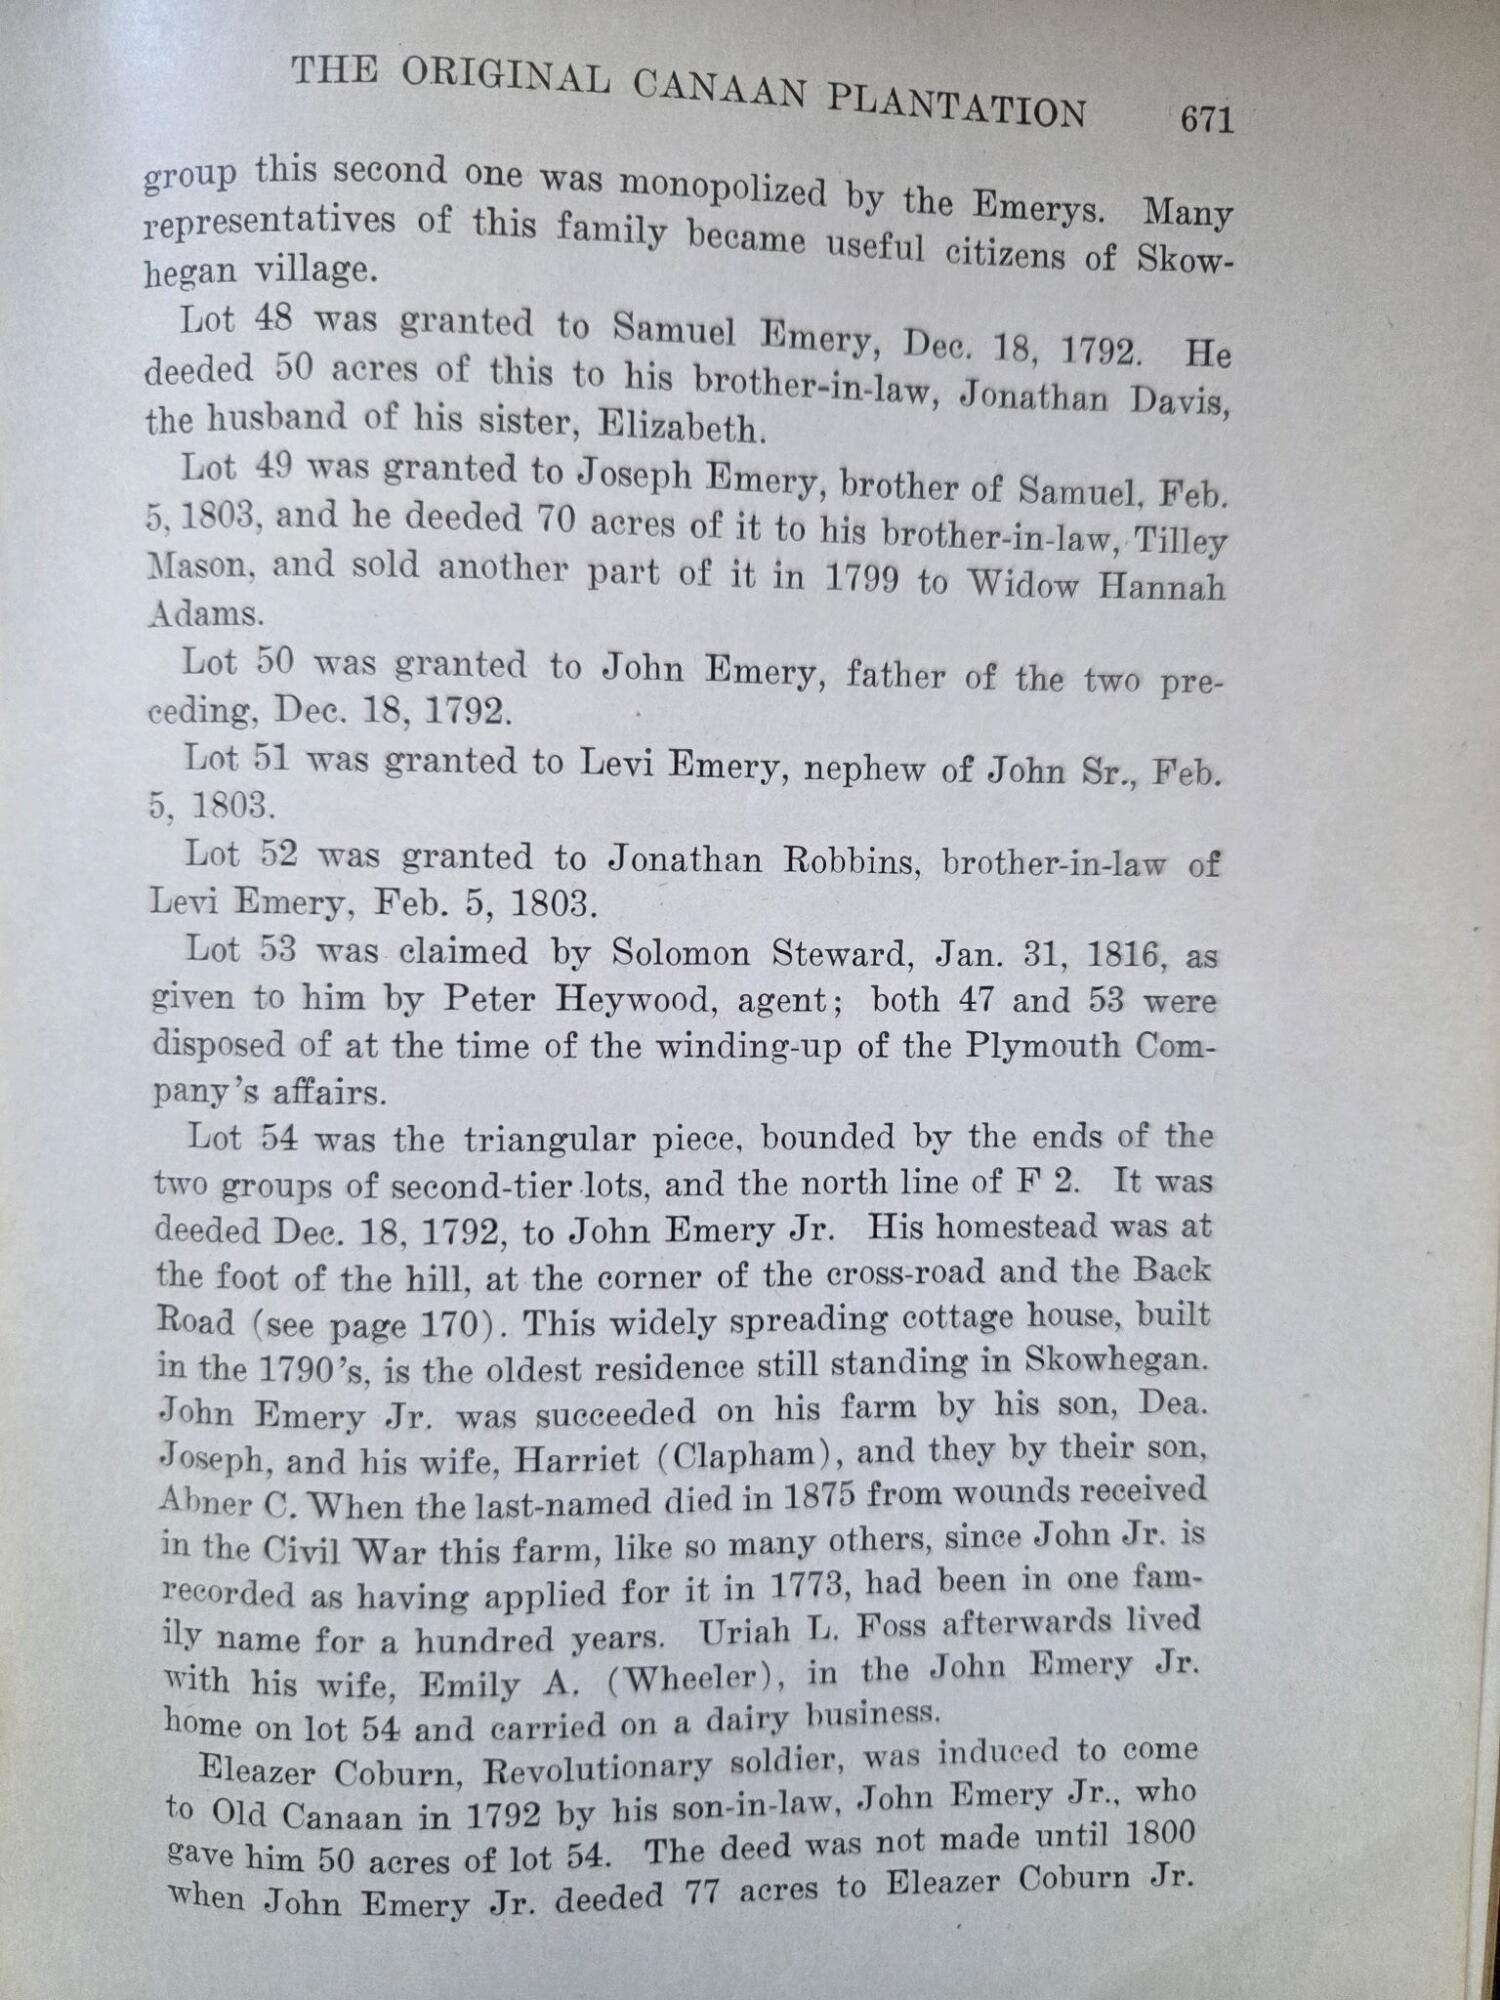 THE ORIGINAL CANAAN PLANTATION 671
group this second one was monopolized by the Emerys. Many
representatives of this family became useful citizens of Skow-
hegan village.
Lot 48 was granted to Samuel Emery, Dec. 18, 1792. He
deeded 50 acres of this to his brother-in-law, Jonathan Davis,
the husband of his sister, Elizabeth.
Lot 49 was granted to Joseph Emery, brother of Samuel, Feb.
5, 1803, and he deeded 70 acres of it to his brother-in-law, Tilley
Mason, and sold another part of it in 1799 to Widow Hannah
Adams.
Lot 50 was granted to John Emery, father of the two pre-
ceding, Dec. 18, 1792.
Lot 51 was granted to Levi Emery, nephew of John Sr., Feb.
5, 1803.
Lot 52 was granted to Jonathan Robbins, brother-in-law of
Levi Emery, Feb. 5, 1803.
Lot 53 was claimed by Solomon Steward, Jan. 31, 1816, as
given to him by Peter Heywood, agent; both 47 and 53 were
disposed of at the time of the winding-up of the Plymouth Com-
pany's affairs.
Lot 54 was the triangular piece, bounded by the ends of the
two groups of second-tier lots, and the north line of F 2. It was
deeded Dec. 18, 1792, to John Emery Jr. His homestead was at
the foot of the hill, at the corner of the cross-road and the Back
Road (see page 170). This widely spreading cottage house, built
in the 1790's, is the oldest residence still standing in Skowhegan.
John Emery Jr. was succeeded on his farm by his son, Dea.
Joseph, and his wife, Harriet (Clapham), and they by their son,
Abner C. When the last-named died in 1875 from wounds received
in the Civil War this farm, like so many others, since John Jr. is
recorded as having applied for it in 1773, had been in one fam-
ily name for a hundred years. Uriah L. Foss afterwards lived
with his wife, Emily A. (Wheeler), in the John Emery Jr.
home on lot 54 and carried on a dairy business.
Eleazer Coburn, Revolutionary soldier, was induced to come
to Old Canaan in 1792 by his son-in-law, John Emery Jr., who
gave him 50 acres of lot 54. The deed was not made until 1800
when John Emery Jr. deeded 77 acres to Eleazer Coburn Jr.